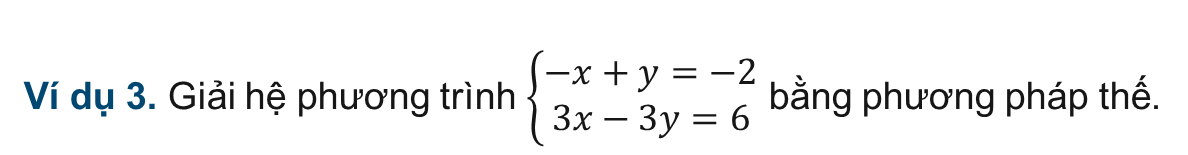 Ví dụ 3. Giải hệ phương trình { −x + y = −2
3x − 3y = 6 bằng phương pháp thế.